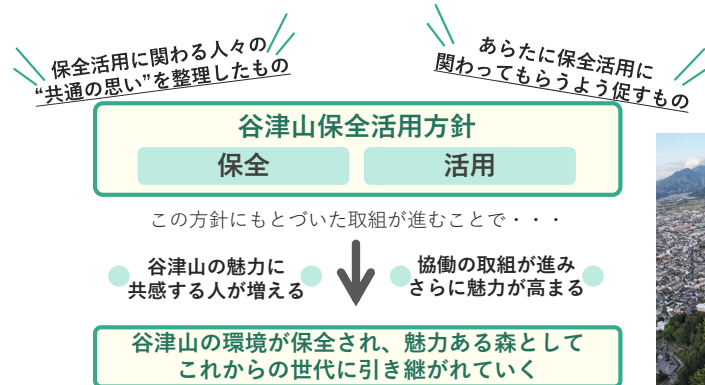 保全活用に関わる人々の
“共通の思い”を整理したもの
あらたに保全活用に
関わってもらうよう促すもの
谷津山保全活用方針
保全
活用
この方針にもとづいた取組が進むことで・・・
谷津山の魅力に
共感する人が増える
協働の取組が進み
さらに魅力が高まる
谷津山の環境が保全され、魅力ある森として
これからの世代に引き継がれていく